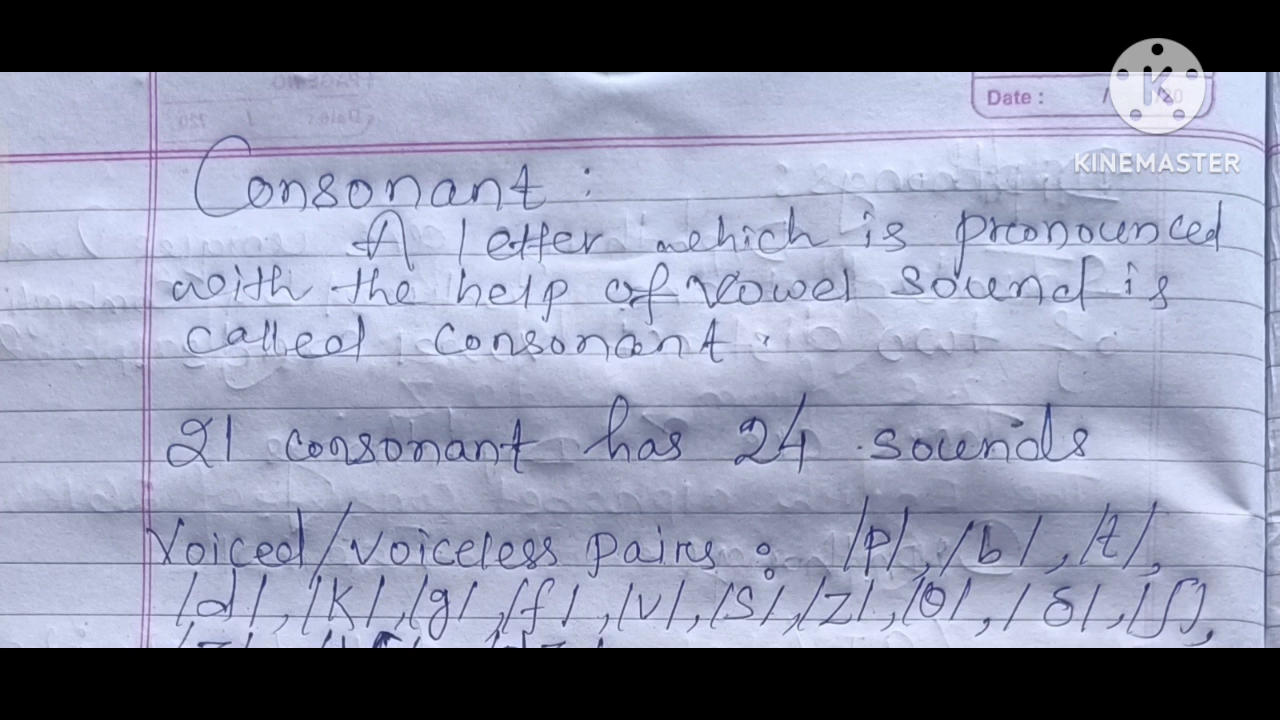 Date : / /20
KINEMASTER
Consonant :
A letter which is pronounced
with the help of vowel sound is
called consonant.
21 consonant has 24 sounds
Voiced/voiceless pairs : /p/, /b/, /t/,
/d/, /k/, /g/, /f/, /v/, /s/, /z/, /θ/, /δ/, /ʃ/,